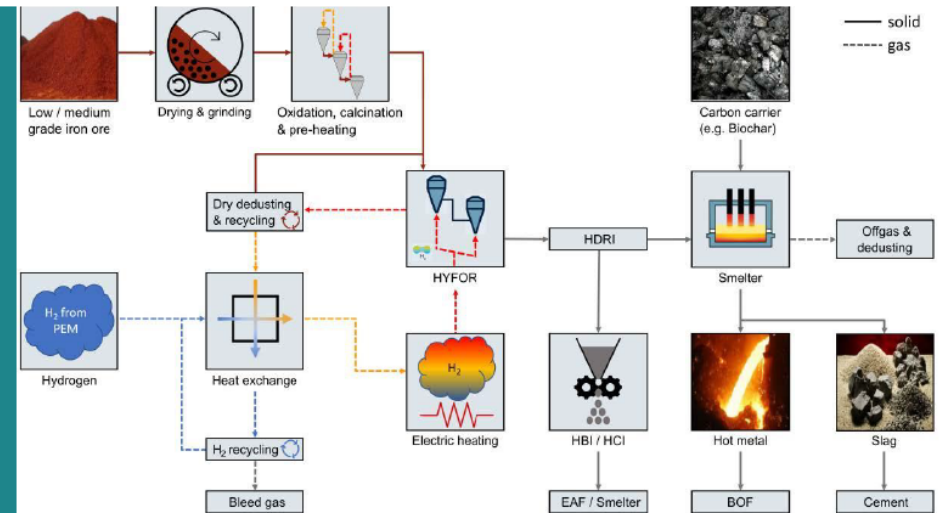 solid
gas
Low / medium
grade iron ore
Drying & grinding
Oxidation, calcination
& pre-heating
Carbon carrier
(e.g. Biochar)
Dry dedusting
& recycling
HYFOR
HDRI
Smelter
Offgas &
dedusting
H₂ from
PEM
Hydrogen
Heat exchange
H₂
Electric heating
HBI / HCI
Hot metal
Slag
H₂ recycling
Bleed gas
EAF / Smelter
BOF
Cement